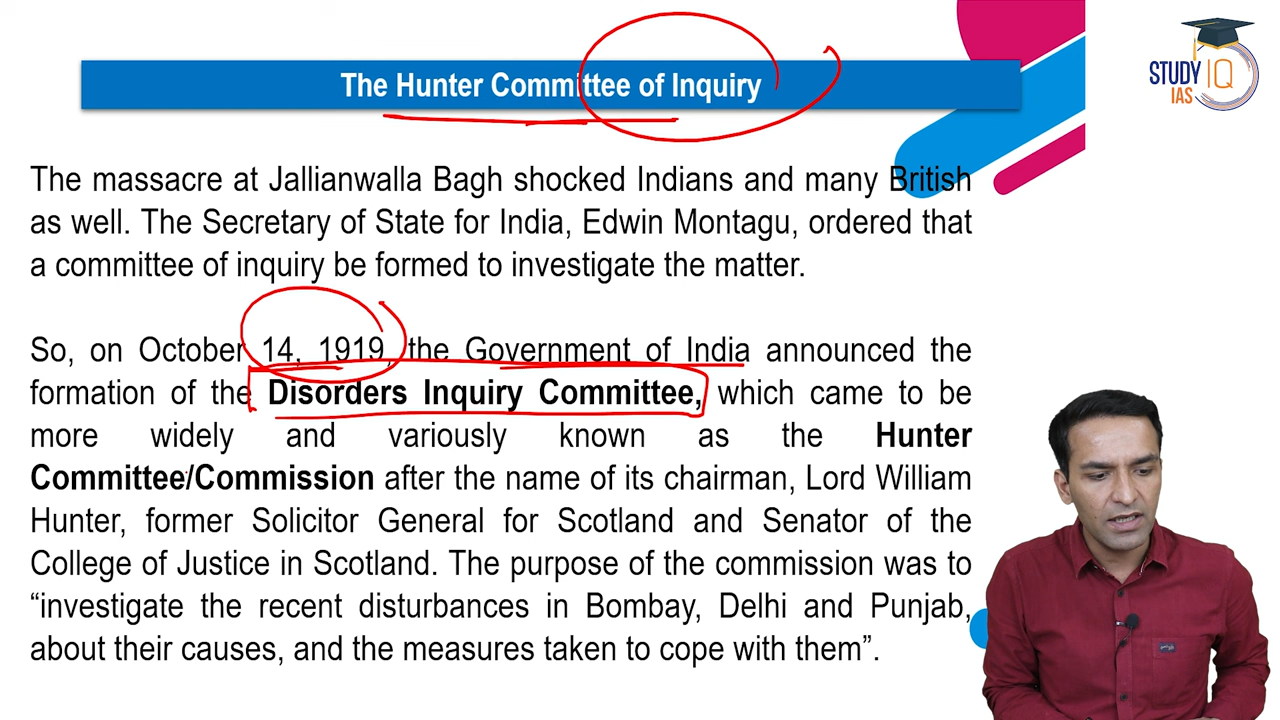 The Hunter Committee of Inquiry
STUDY IQ
IAS
The massacre at Jallianwalla Bagh shocked Indians and many British
as well. The Secretary of State for India, Edwin Montagu, ordered that
a committee of inquiry be formed to investigate the matter.
So, on October 14, 1919, the Government of India announced the
formation of the Disorders Inquiry Committee, which came to be
more widely and variously known as the Hunter
Committee/Commission after the name of its chairman, Lord William
Hunter, former Solicitor General for Scotland and Senator of the
College of Justice in Scotland. The purpose of the commission was to
“investigate the recent disturbances in Bombay, Delhi and Punjab,
about their causes, and the measures taken to cope with them”.